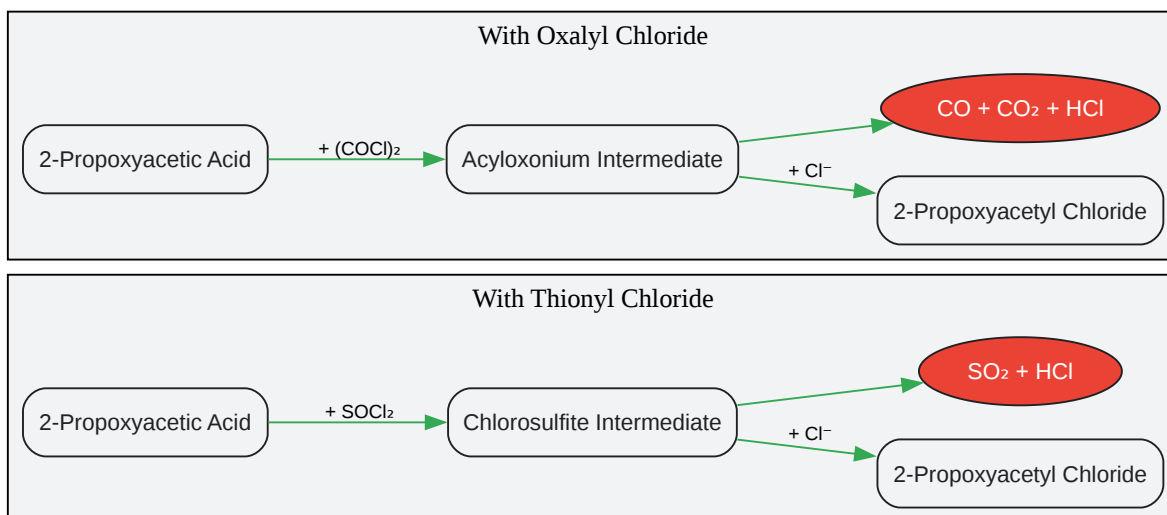 With Oxalyl Chloride
CO + CO₂ + HCl
2-Propoxyacetic Acid
+ (COCl)₂
Acyloxonium Intermediate
+ Cl⁻
2-Propoxyacetyl Chloride
With Thionyl Chloride
SO₂ + HCl
2-Propoxyacetic Acid
+ SOCl₂
Chlorosulfite Intermediate
+ Cl⁻
2-Propoxyacetyl Chloride